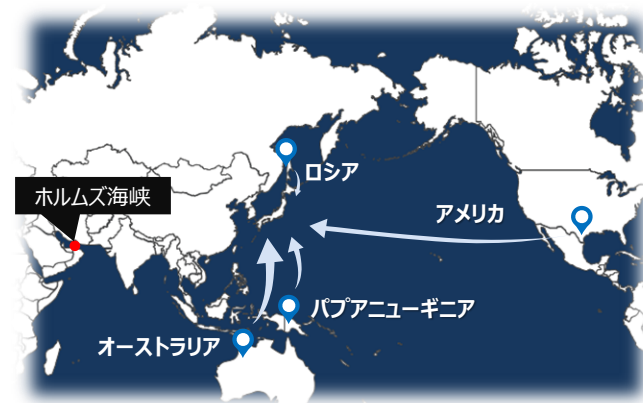 ロシア
ホルムズ海峡
アメリカ
パプアニューギニア
オーストラリア